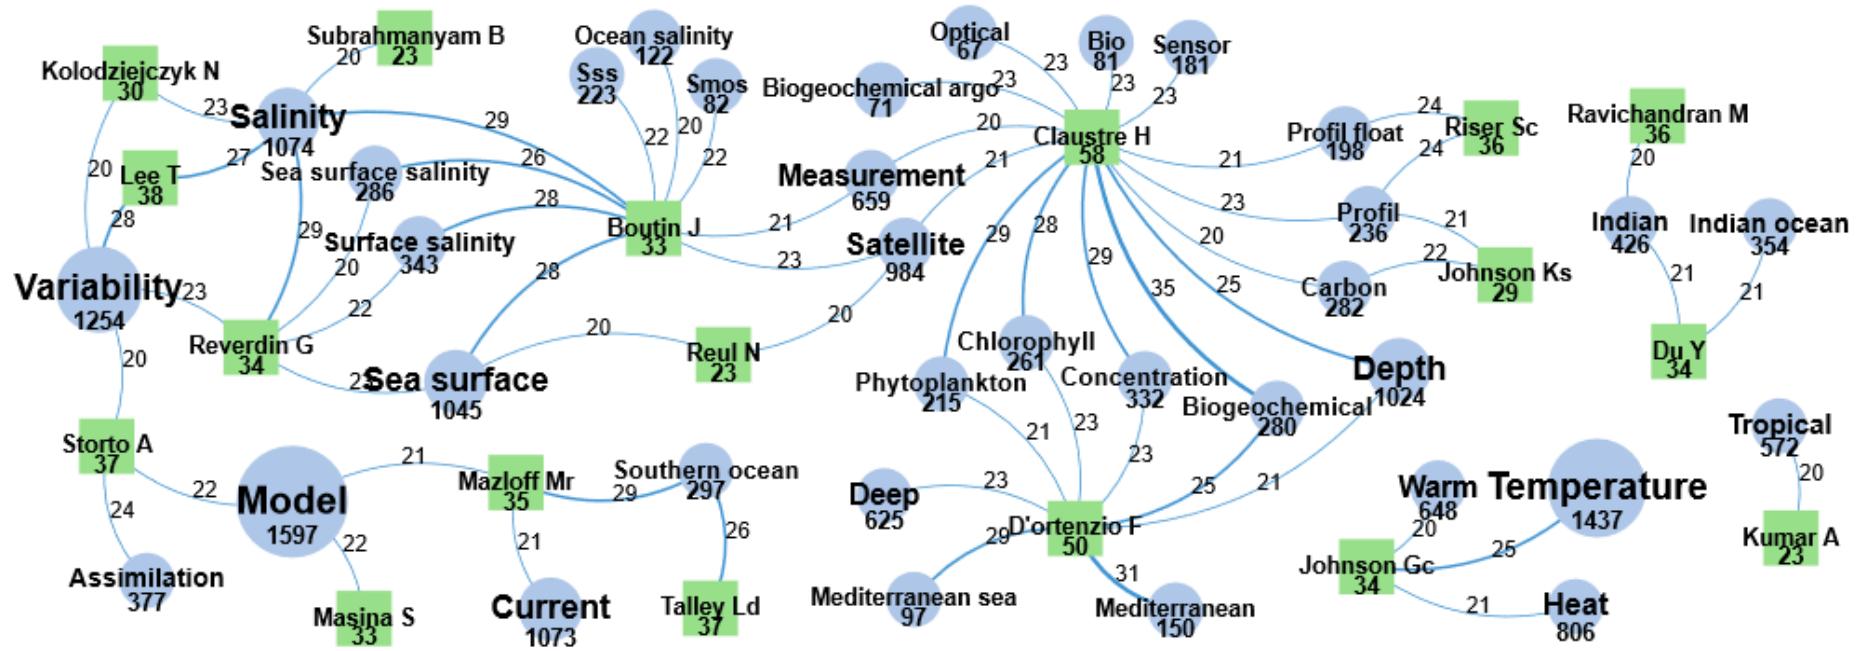 Kolodziejczyk N
30
Subrahmanyam B
23
20
23
Salinity
1074
Lee T
38
27
20
28
Sss
223
Ocean salinity
122
Smos
82
22
20
22
29
26
Sea surface salinity
286
28
Surface salinity
343
29
20
22
Boutin J
33
21
23
28
Variability
1254
23
Reverdin G
34
23
Sea surface
1045
20
Reul N
23
20
20
Storto A
37
22
24
Assimilation
377
Model
1597
21
22
Masina S
33
Mazloff Mr
35
29
21
Current
1073
Southern ocean
297
26
Talley Ld
37
Optical
67
Bio
81
Sensor
181
Biogeochemical argo
71
23
23
23
23
Claustre H
58
20
21
Measurement
659
Satellite
984
21
23
20
25
29
28
29
35
Profil float
198
24
24
Riser Sc
36
Profil
236
21
22
Johnson Ks
29
Carbon
282
Phytoplankton
215
Chlorophyll
261
Concentration
332
Biogeochemical
280
Depth
1024
21
23
23
25
21
Deep
625
23
D'ortenzio F
50
29
31
Mediterranean sea
97
Mediterranean
150
Ravichandran M
36
20
Indian
426
Indian ocean
354
21
21
Du Y
34
Tropical
572
20
Kumar A
23
Warm
648
Temperature
1437
20
25
Johnson Gc
34
21
Heat
806